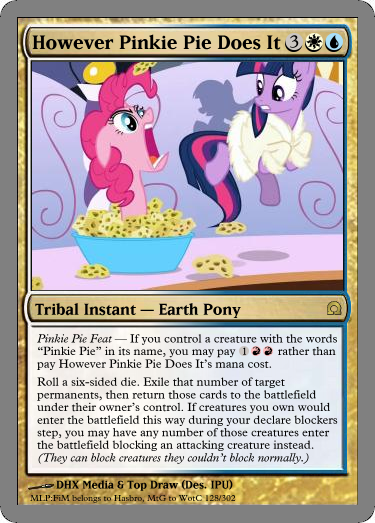 However Pinkie Pie Does It 3
Tribal Instant — Earth Pony
Pinkie Pie Feat — If you control a creature with the words
“Pinkie Pie” in its name, you may pay 1 rather than
pay However Pinkie Pie Does It's mana cost.
Roll a six-sided die. Exile that number of target
permanents, then return those cards to the battlefield
under their owner's control. If creatures you own would
enter the battlefield this way during your declare blockers
step, you may have any number of those creatures enter
the battlefield blocking an attacking creature instead.
(They can block creatures they couldn't block normally.)
DHX Media & Top Draw (Des. IPU)
MLP:FiM belongs to Hasbro, MtG to WotC 128/302